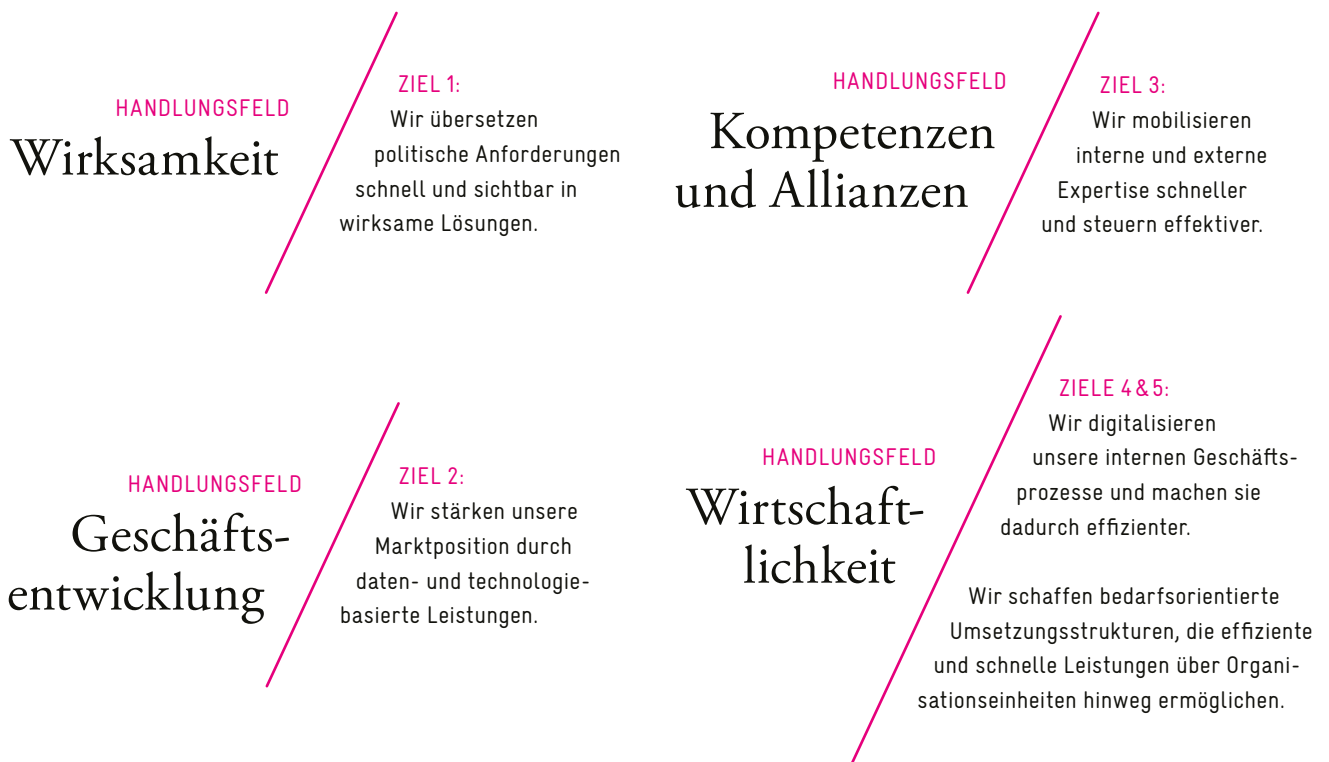 HANDLUNGSFELD
Wirksamkeit
ZIEL 1:
Wir übersetzen
politische Anforderungen
schnell und sichtbar in
wirksame Lösungen.
HANDLUNGSFELD
Geschäfts-
entwicklung
ZIEL 2:
Wir stärken unsere
Marktposition durch
daten- und technologie-
basierte Leistungen.
HANDLUNGSFELD
Kompetenzen
und Allianzen
ZIEL 3:
Wir mobilisieren
interne und externe
Expertise schneller
und steuern effektiver.
HANDLUNGSFELD
Wirtschaft-
lichkeit
ZIELE 4 & 5:
Wir digitalisieren
unsere internen Geschäfts-
prozesse und machen sie
dadurch effizienter.
Wir schaffen bedarfsorientierte
Umsetzungsstrukturen, die effiziente
und schnelle Leistungen über Organi-
sationseinheiten hinweg ermöglichen.